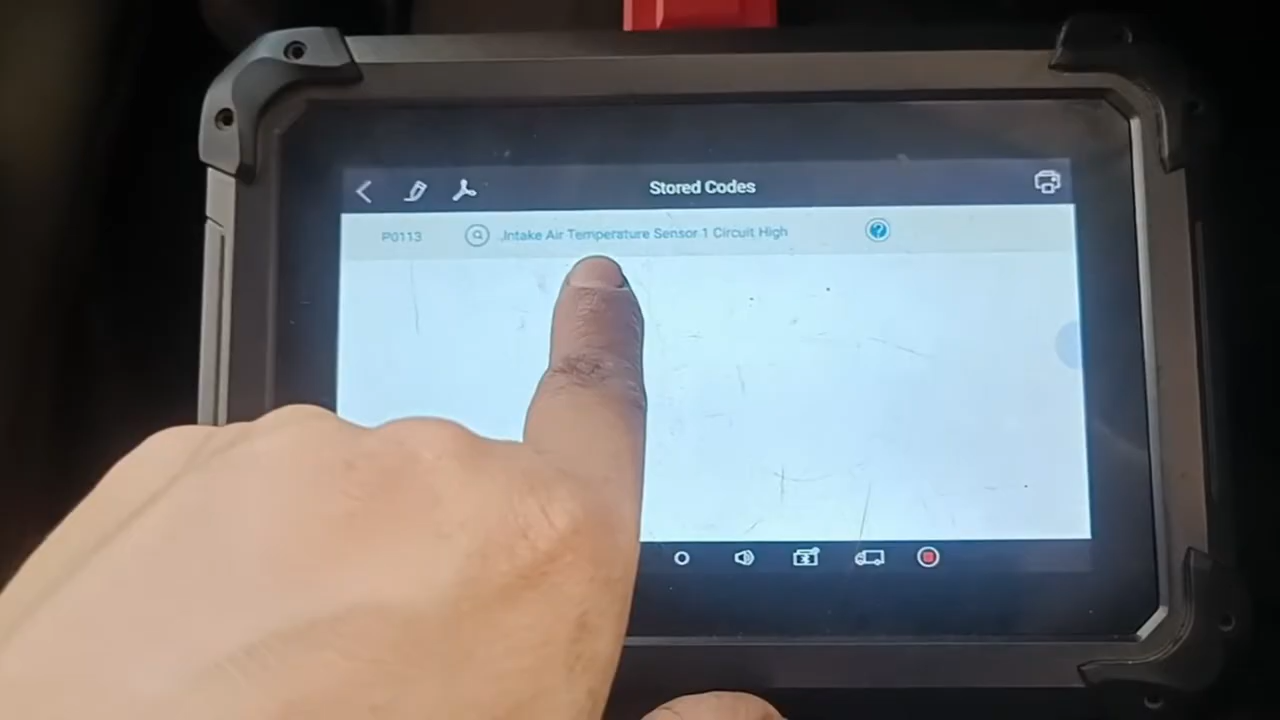 Stored Codes
P0113 Intake Air Temperature Sensor 1 Circuit High